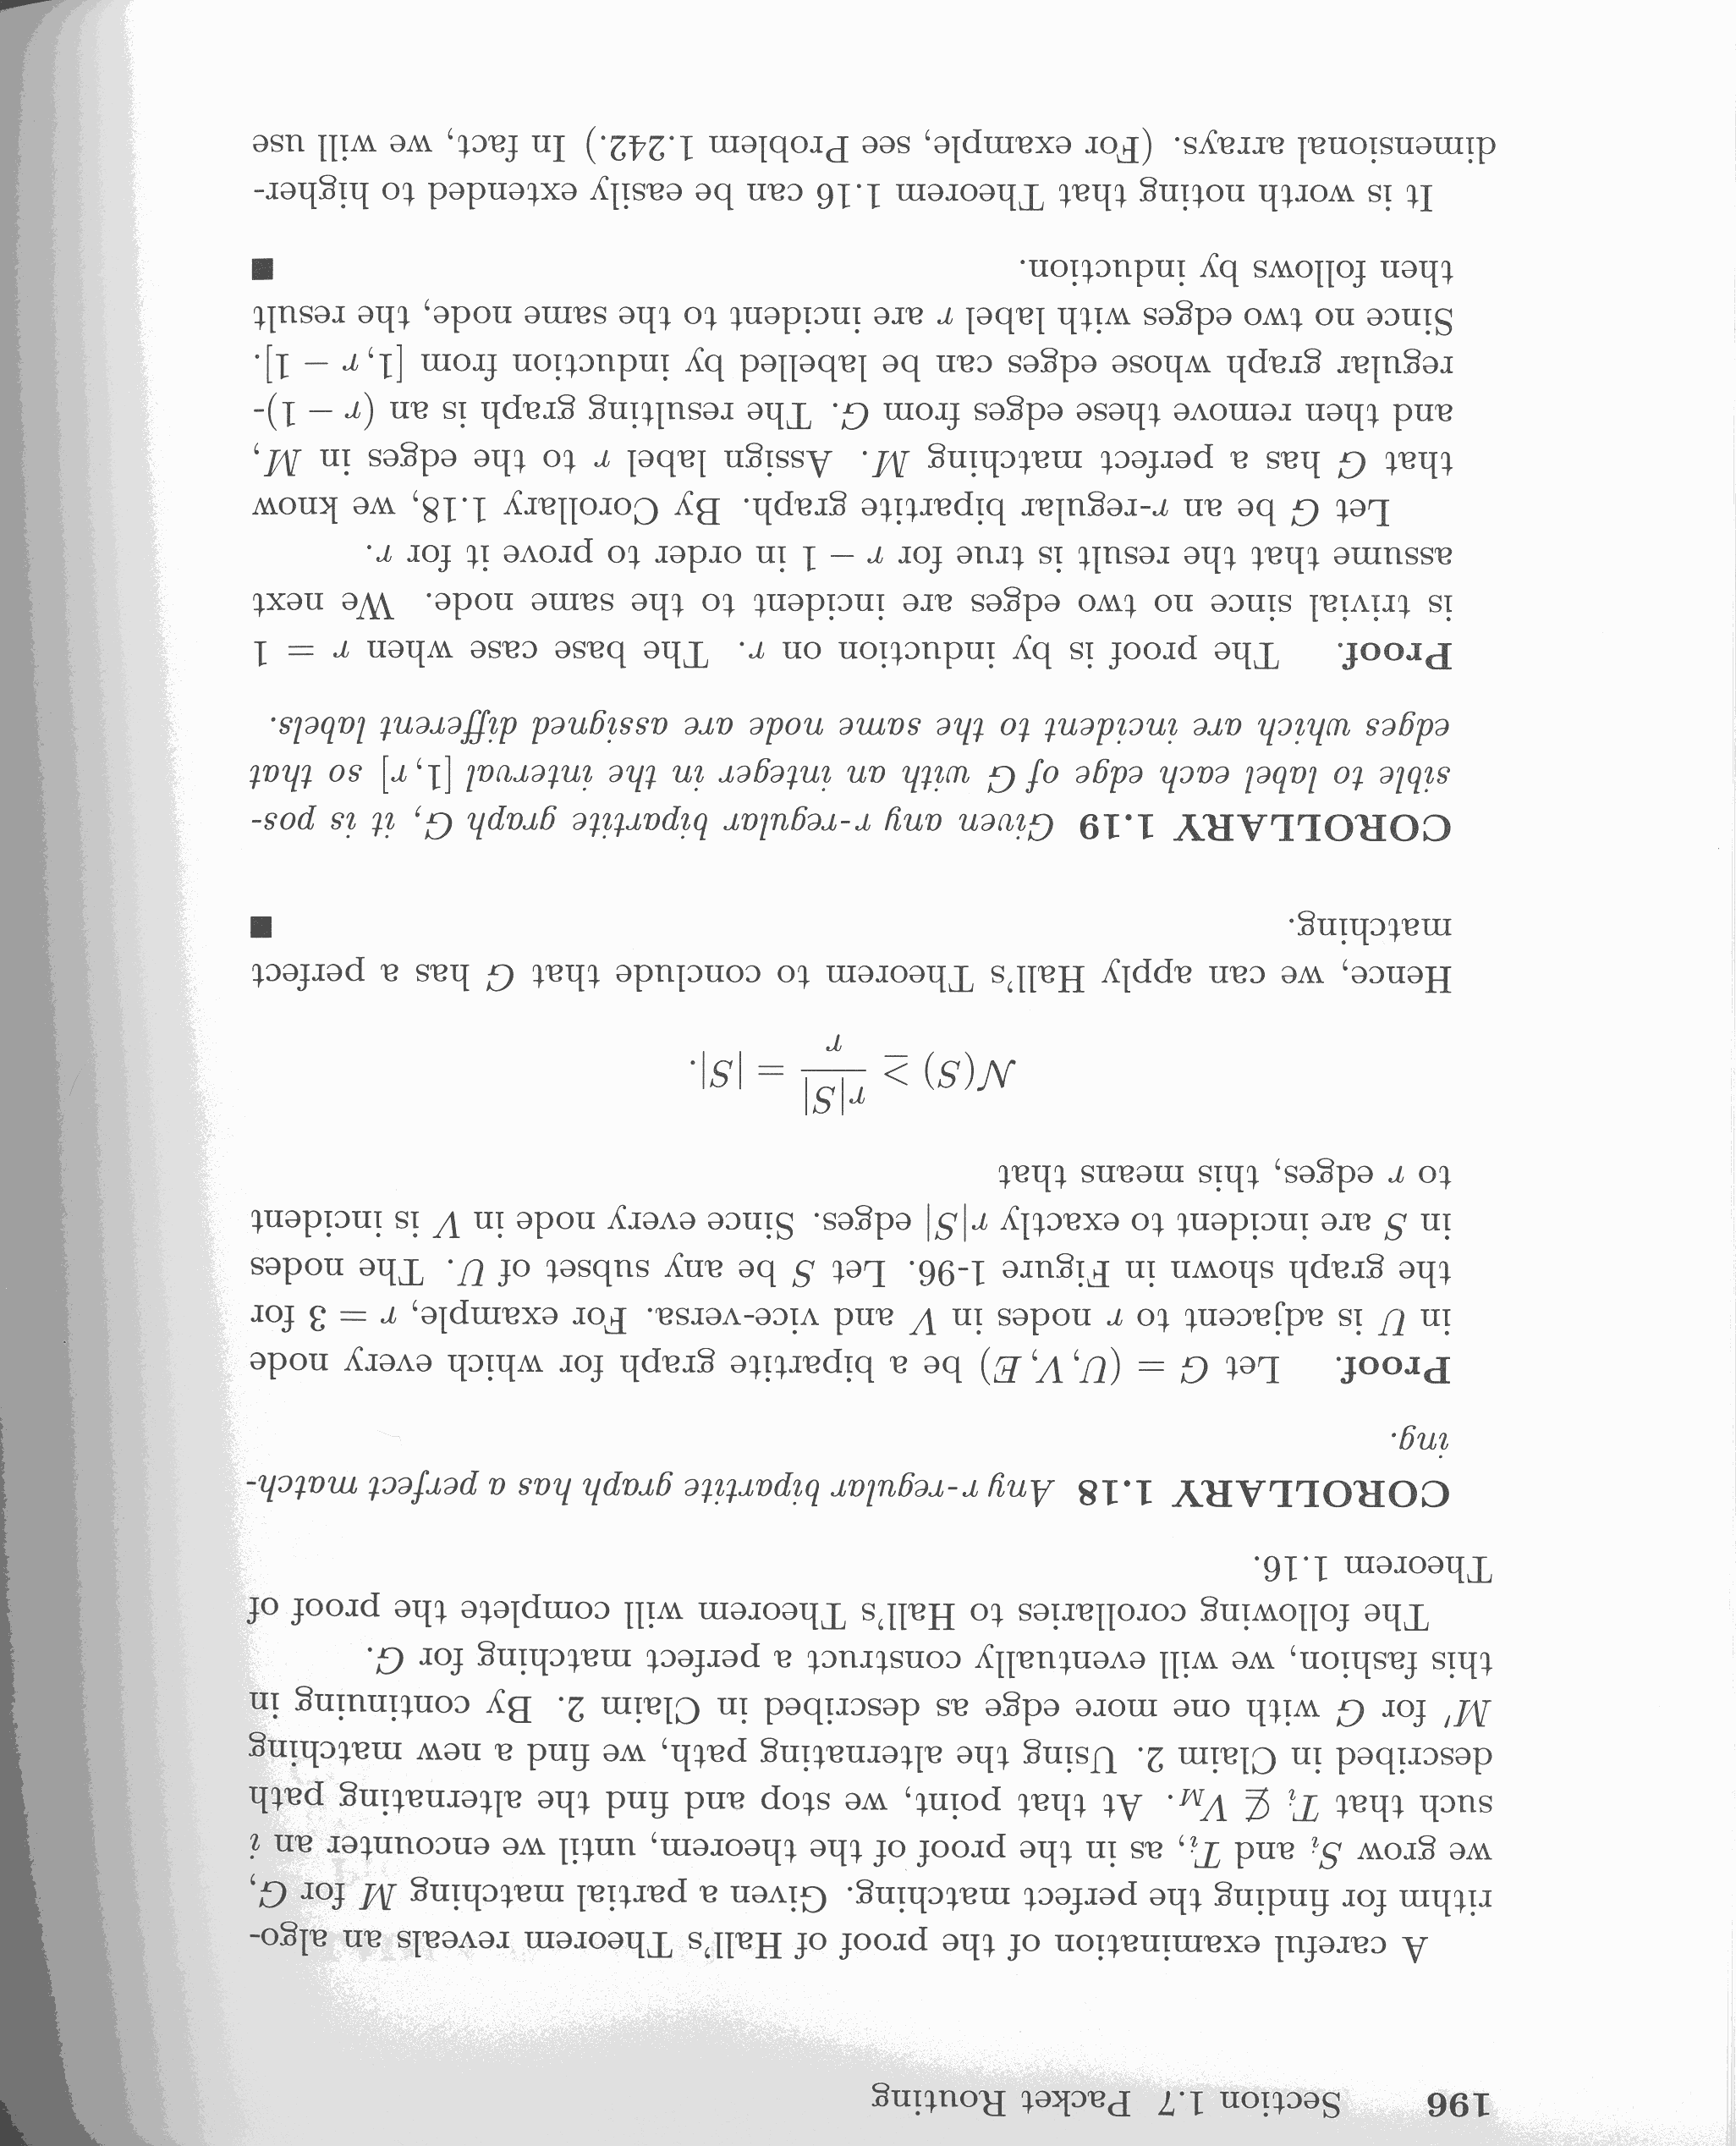 196 Section 1.7 Packet Routing
A careful examination of the proof of Hall's Theorem reveals an algo-
rithm for finding the perfect matching. Given a partial matching M for G,
we grow Sᵢ and Tᵢ, as in the proof of the theorem, until we encounter an i
such that Tᵢ ⊈ V_M. At that point, we stop and find the alternating path
described in Claim 2. Using the alternating path, we find a new matching
M′ for G with one more edge as described in Claim 2. By continuing in
this fashion, we will eventually construct a perfect matching for G.
The following corollaries to Hall's Theorem will complete the proof of
Theorem 1.16.
COROLLARY 1.18 Any r-regular bipartite graph has a perfect match-
ing.
Proof. Let G = (U, V, E) be a bipartite graph for which every node
in U is adjacent to r nodes in V and vice-versa. For example, r = 3 for
the graph shown in Figure 1-96. Let S be any subset of U. The nodes
in S are incident to exactly r|S| edges. Since every node in V is incident
to r edges, this means that
N(S) ≥ r|S|/r = |S|.
Hence, we can apply Hall's Theorem to conclude that G has a perfect
matching. ■
COROLLARY 1.19 Given any r-regular bipartite graph G, it is pos-
sible to label each edge of G with an integer in the interval [1, r] so that
edges which are incident to the same node are assigned different labels.
Proof. The proof is by induction on r. The base case when r = 1
is trivial since no two edges are incident to the same node. We next
assume that the result is true for r − 1 in order to prove it for r.
Let G be an r-regular bipartite graph. By Corollary 1.18, we know
that G has a perfect matching M. Assign label r to the edges in M,
and then remove these edges from G. The resulting graph is an (r − 1)-
regular graph whose edges can be labelled by induction from [1, r − 1].
Since no two edges with label r are incident to the same node, the result
then follows by induction. ■
It is worth noting that Theorem 1.16 can be easily extended to higher-
dimensional arrays. (For example, see Problem 1.242.) In fact, we will use